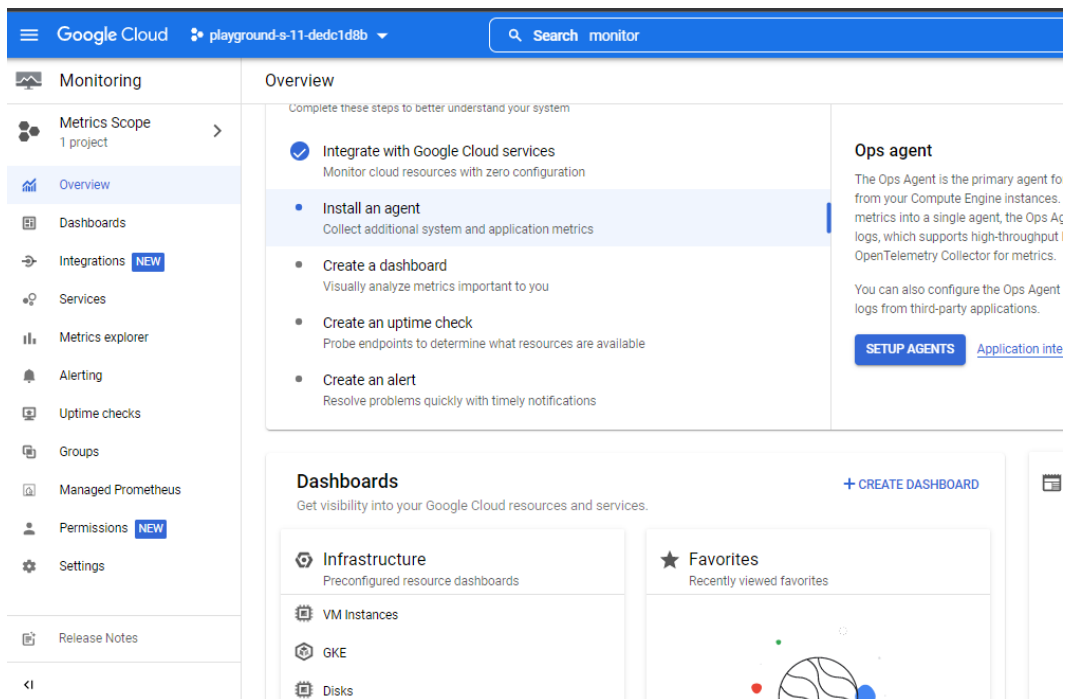 Google Cloud
playground-s-11-dedc1d8b
Search monitor
Monitoring
Overview
Metrics Scope
1 project
Overview
Dashboards
Integrations NEW
Services
Metrics explorer
Alerting
Uptime checks
Groups
Managed Prometheus
Permissions NEW
Settings
Release Notes
Complete these steps to better understand your system
Integrate with Google Cloud services
Monitor cloud resources with zero configuration
Install an agent
Collect additional system and application metrics
Create a dashboard
Visually analyze metrics important to you
Create an uptime check
Probe endpoints to determine what resources are available
Create an alert
Resolve problems quickly with timely notifications
Ops agent
The Ops Agent is the primary agent fo
from your Compute Engine instances.
metrics into a single agent, the Ops Ag
logs, which supports high-throughput
OpenTelemetry Collector for metrics.
You can also configure the Ops Agent
logs from third-party applications.
SETUP AGENTS
Application inte
Dashboards
+ CREATE DASHBOARD
Get visibility into your Google Cloud resources and services.
Infrastructure
Preconfigured resource dashboards
VM Instances
GKE
Disks
Favorites
Recently viewed favorites